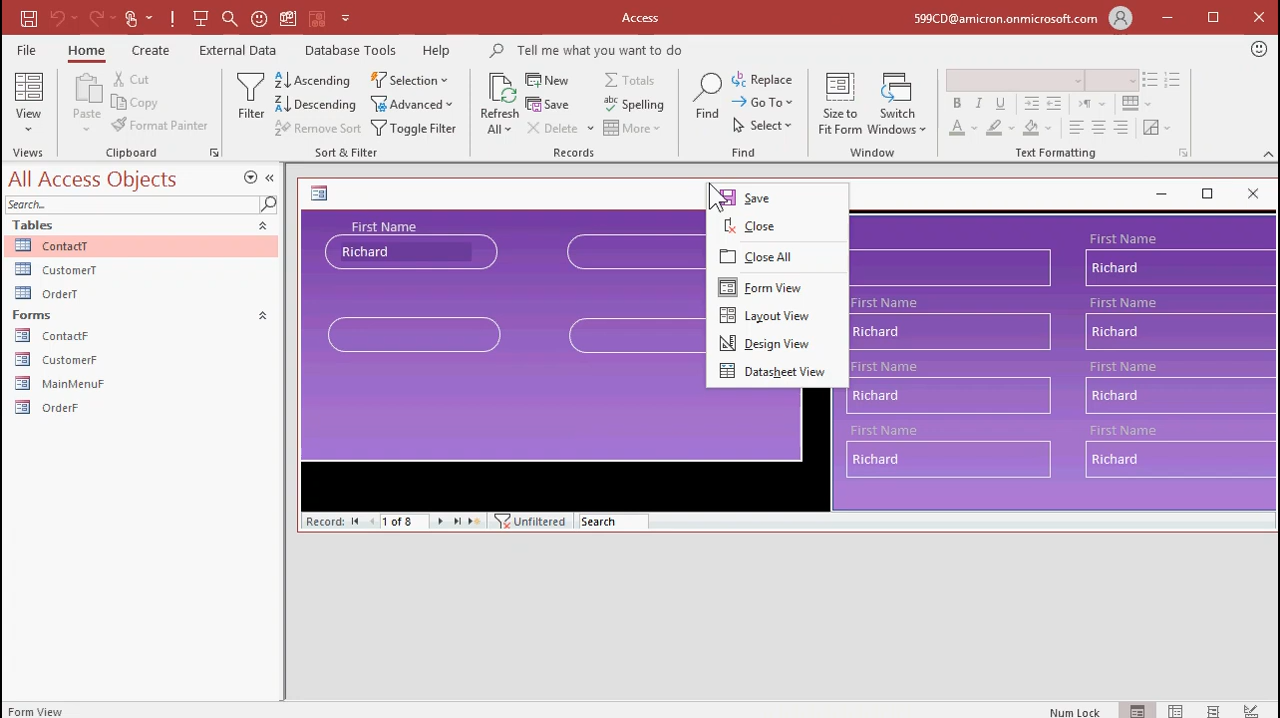 Access
599CD@amicron.onmicrosoft.com
File Home Create External Data Database Tools Help Tell me what you want to do
View
Views
Paste
Cut
Copy
Format Painter
Clipboard
Filter
Ascending
Descending
Remove Sort
Selection
Advanced
Toggle Filter
Sort & Filter
Refresh
All
New
Save
Delete
Totals
Spelling
More
Records
Find
Replace
Go To
Select
Find
Size to
Fit Form
Switch
Windows
Window
B I U
A
Text Formatting
All Access Objects
Search...
Tables
ContactT
CustomerT
OrderT
Forms
ContactF
CustomerF
MainMenuF
OrderF
First Name
Richard
Save
Close
Close All
Form View
Layout View
Design View
Datasheet View
First Name
Richard
First Name First Name
Richard Richard
First Name First Name
Richard Richard
First Name First Name
Richard Richard
Record: 1 of 8 Unfiltered Search
Form View
Num Lock